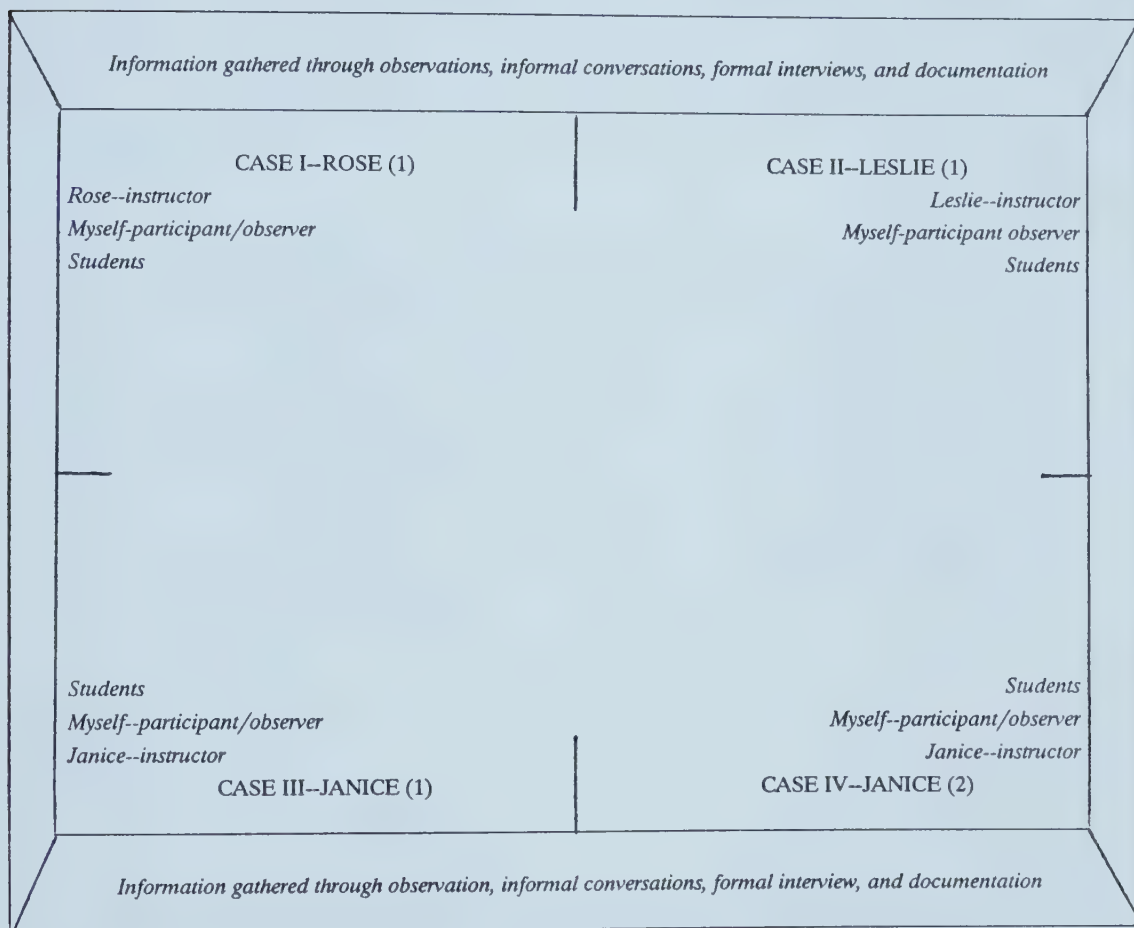 Information gathered through observations, informal conversations, formal interviews, and documentation
CASE I--ROSE (1)
Rose--instructor
Myself-participant/observer
Students
CASE II--LESLIE (1)
Leslie--instructor
Myself-participant observer
Students
Students
Myself--participant/observer
Janice--instructor
CASE III--JANICE (1)
Students
Myself--participant/observer
Janice--instructor
CASE IV--JANICE (2)
Information gathered through observation, informal conversations, formal interview, and documentation